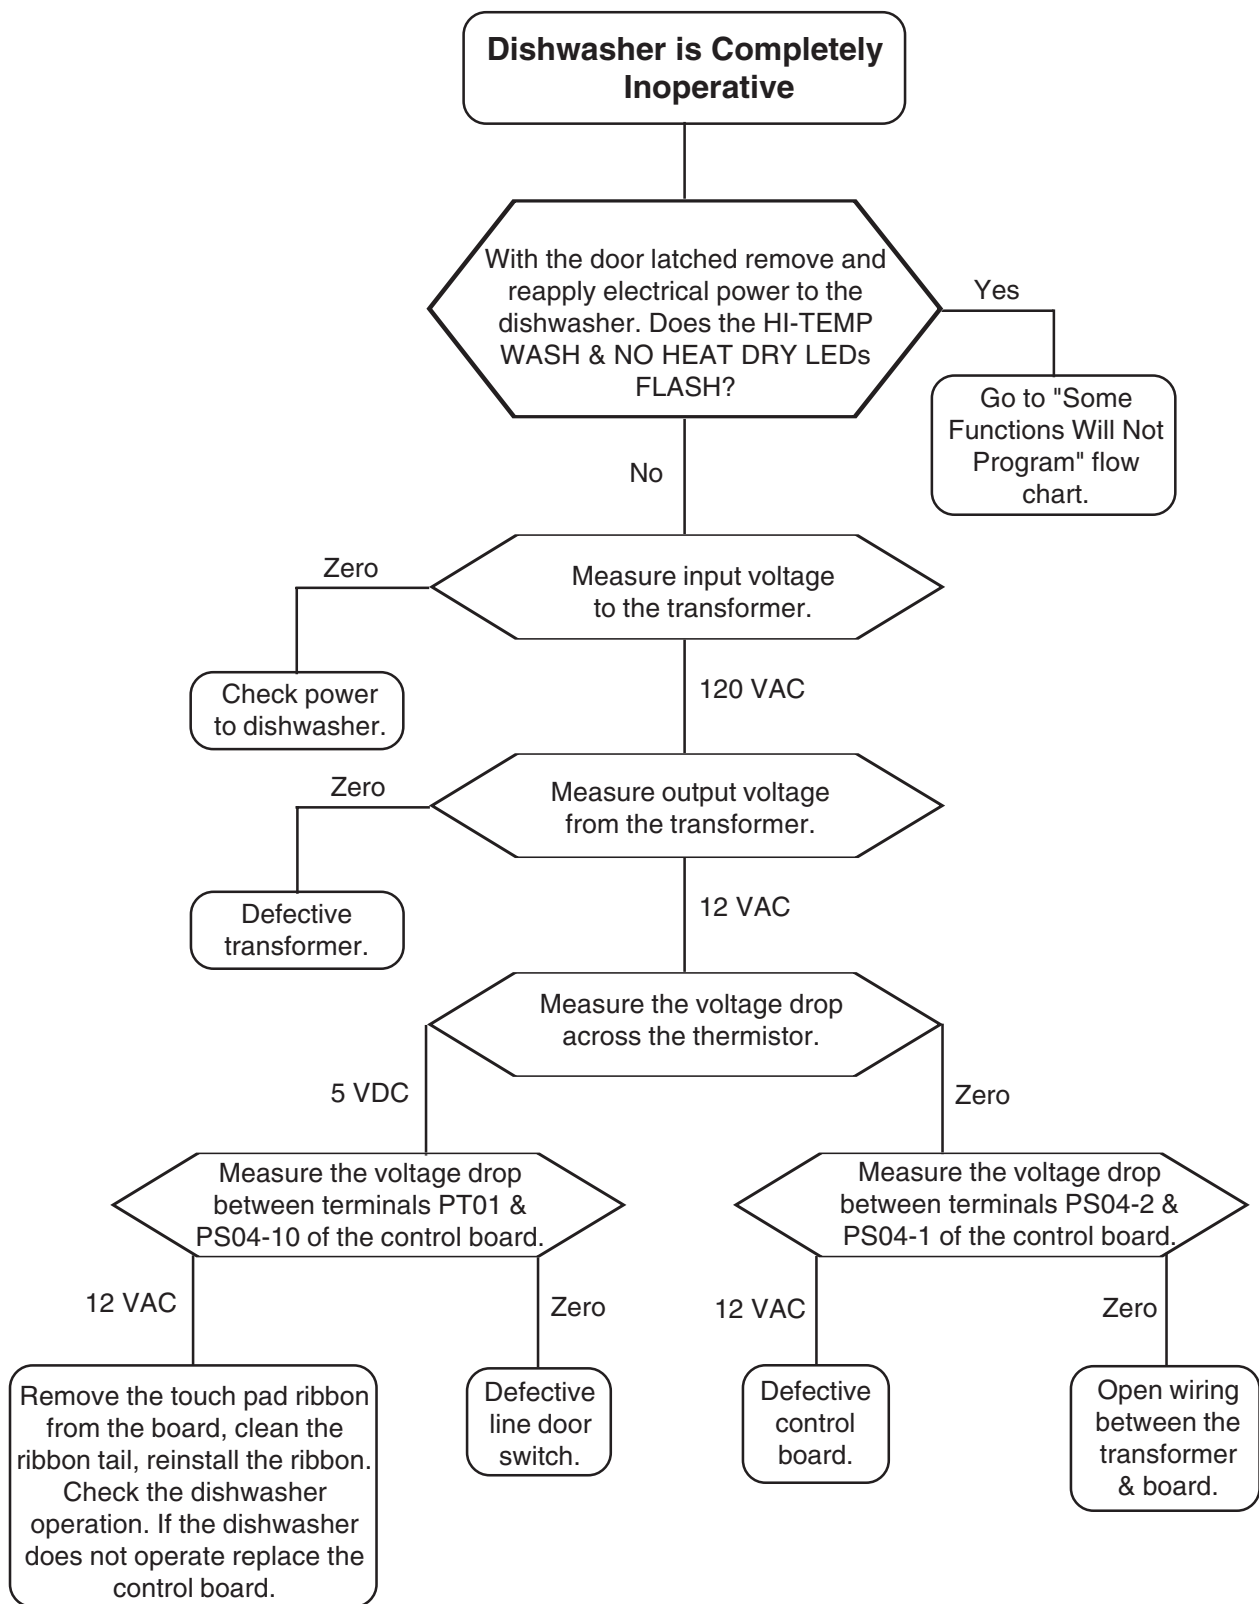 Dishwasher is Completely
Inoperative
With the door latched remove and
reapply electrical power to the
dishwasher. Does the HI-TEMP
WASH & NO HEAT DRY LEDs
FLASH?
Yes
Go to "Some
Functions Will Not
Program" flow
chart.
No
Measure input voltage
to the transformer.
Zero
Check power
to dishwasher.
120 VAC
Measure output voltage
from the transformer.
Zero
Defective
transformer.
12 VAC
Measure the voltage drop
across the thermistor.
5 VDC
Zero
Measure the voltage drop
between terminals PT01 &
PS04-10 of the control board.
Measure the voltage drop
between terminals PS04-2 &
PS04-1 of the control board.
12 VAC
Zero
12 VAC
Zero
Remove the touch pad ribbon
from the board, clean the
ribbon tail, reinstall the ribbon.
Check the dishwasher
operation. If the dishwasher
does not operate replace the
control board.
Defective
line door
switch.
Defective
control
board.
Open wiring
between the
transformer
& board.